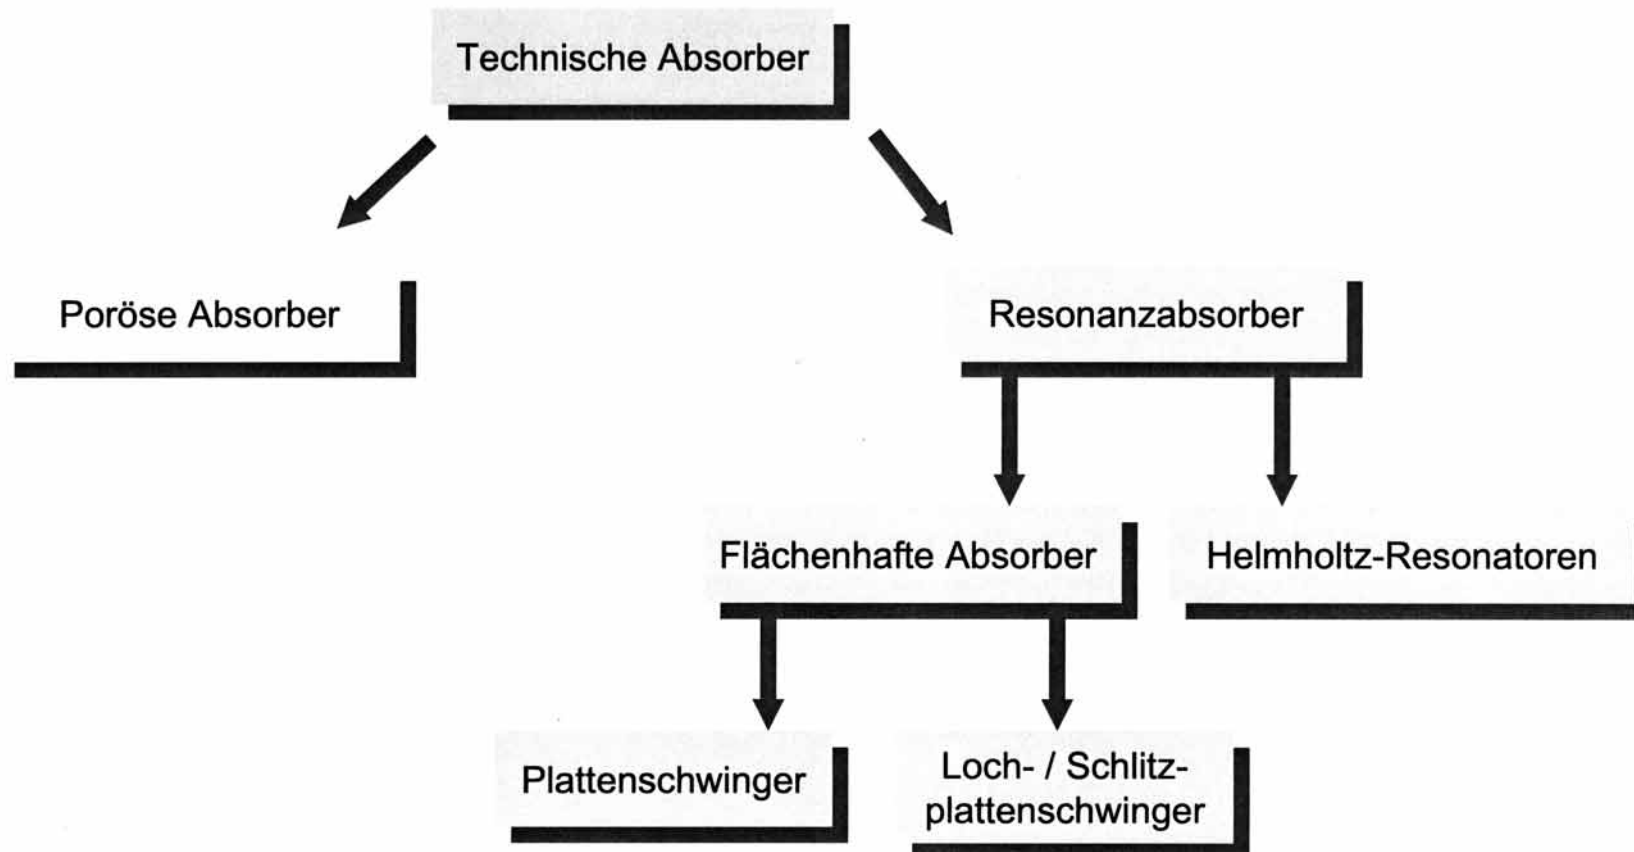 Technische Absorber
Poröse Absorber
Resonanzabsorber
Flächenhafte Absorber
Helmholtz-Resonatoren
Plattenschwinger
Loch- / Schlitz-
plattenschwinger